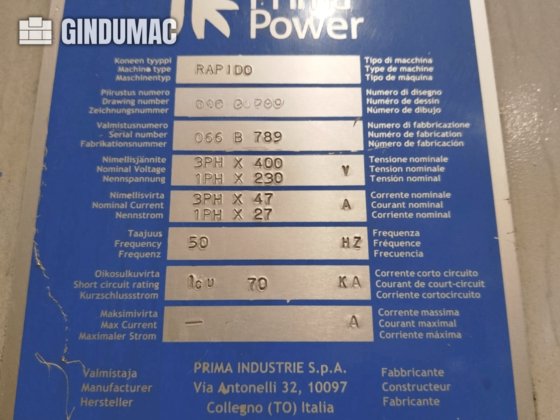 GINDUMAC
Prima
Power
Koneen tyyppi
Machine type
Maschinentyp
RAPIDO
Tipo di macchina
Type de machine
Tipo de máquina
Piirustus numero
Drawing number
Zeichnungsnummer
Numero di disegno
Numéro de dessin
Número de dibujo
Valmistusnumero
Serial number
Fabrikationsnummer
066 B 789
Numero di fabbricazione
Numéro de fabrication
Número de fabricación
Nimellisjännite
Nominal Voltage
Nennspannung
3PH X 400
1PH X 230
V
Tensione nominale
Tension nominale
Tensión nominal
Nimellisvirta
Nominal Current
Nennstrom
3PH X 47
1PH X 27
A
Corrente nominale
Courant nominal
Corriente nominal
Taajuus
Frequency
Frequenz
50 HZ
Frequenza
Fréquence
Frecuencia
Oikosulkuvirta
Short circuit rating
Kurzschlussstrom
Icu 70 KA
Corrente corto circuito
Courant de court-circuit
Corriente cortocircuito
Maksimivirta
Max Current
Maximaler Strom
— A
Corrente massima
Courant maximal
Corriente máxima
Valmistaja
Manufacturer
Hersteller
PRIMA INDUSTRIE S.p.A.
Via Antonelli 32, 10097
Collegno (TO) Italia
Fabbricante
Constructeur
Fabricante